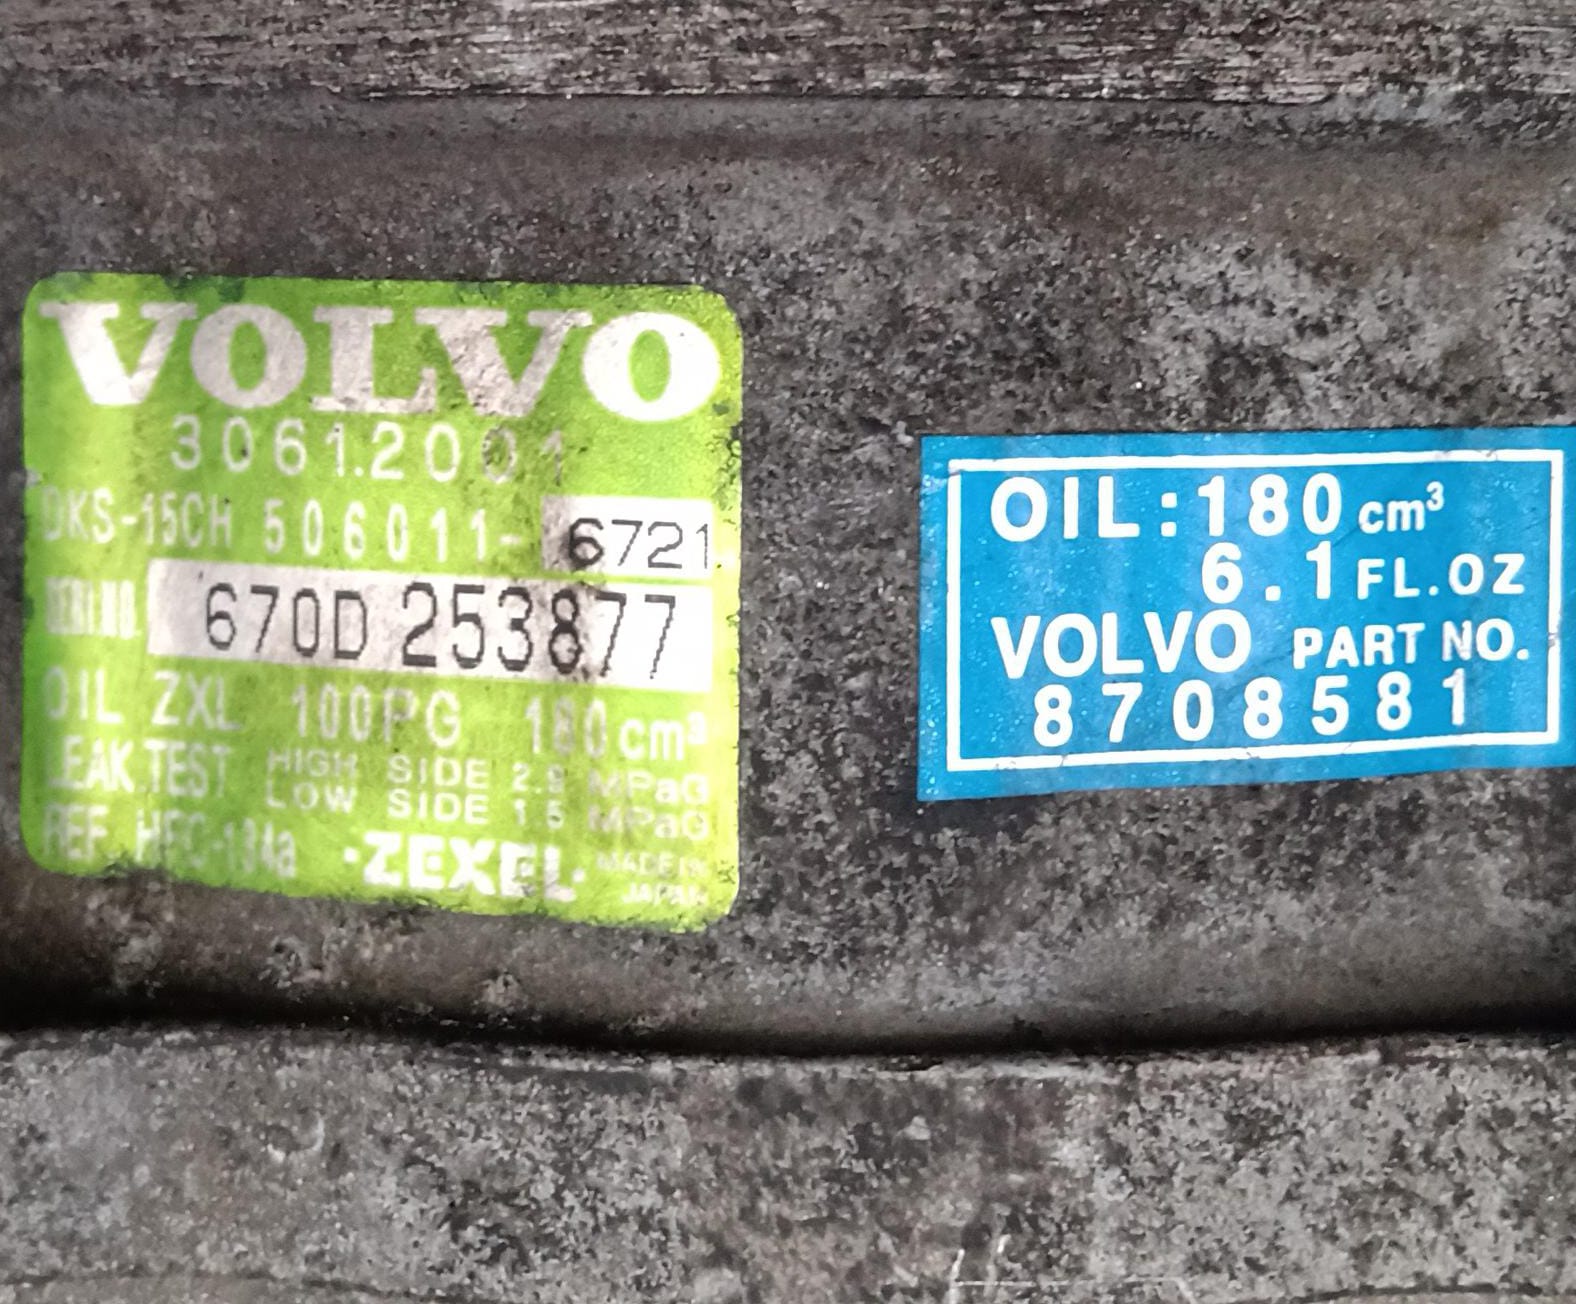 VOLVO
30612001
DKS-15CH 506011- 6721
SERI.NO. 670D 253877
OIL ZXL 100PG 180 cm³
LEAK TEST HIGH SIDE 2.9 MPaG
LOW SIDE 1.5 MPaG
REF HFC-134a ·ZEXEL· MADE IN
JAPAN
OIL:180 cm³
6.1 FL.OZ
VOLVO PART NO.
8708581